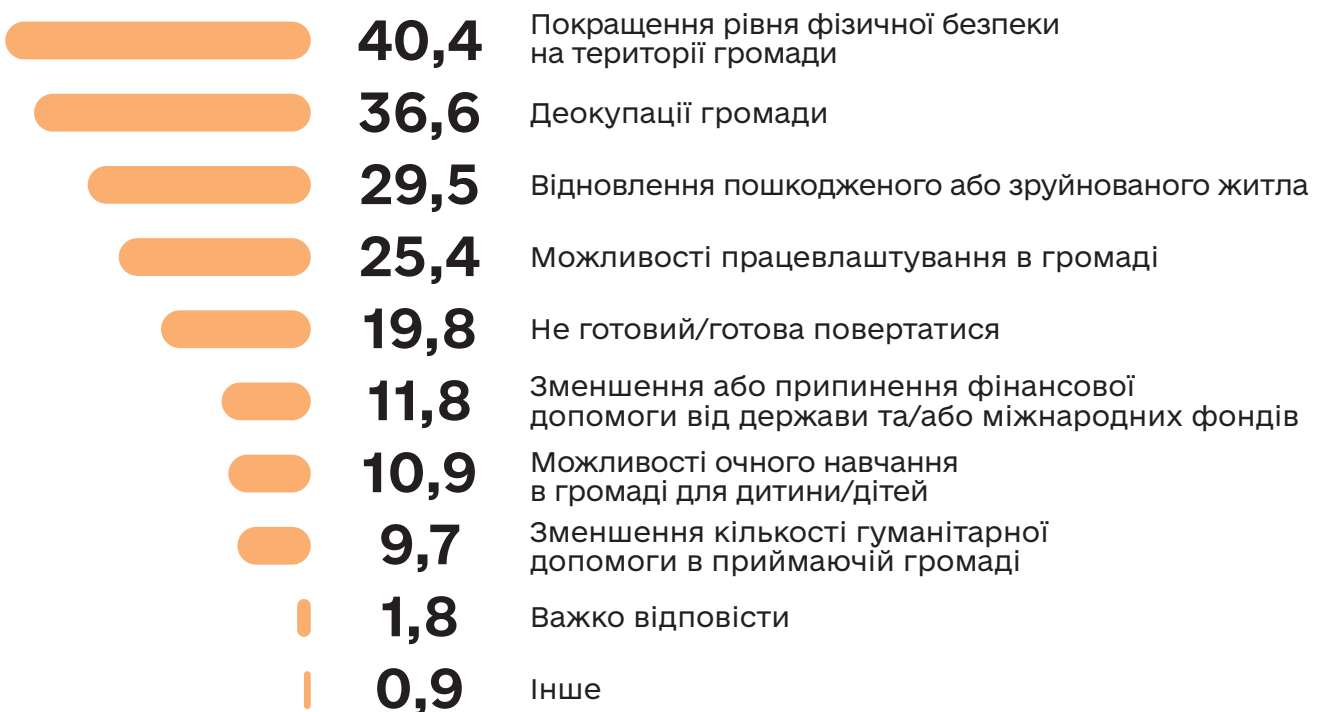 40,4 Покращення рівня фізичної безпеки
на території громади
36,6 Деокупації громади
29,5 Відновлення пошкодженого або зруйнованого житла
25,4 Можливості працевлаштування в громаді
19,8 Не готовий/готова повертатися
11,8 Зменшення або припинення фінансової
допомоги від держави та/або міжнародних фондів
10,9 Можливості очного навчання
в громаді для дитини/дітей
9,7 Зменшення кількості гуманітарної
допомоги в приймаючій громаді
1,8 Важко відповісти
0,9 Інше